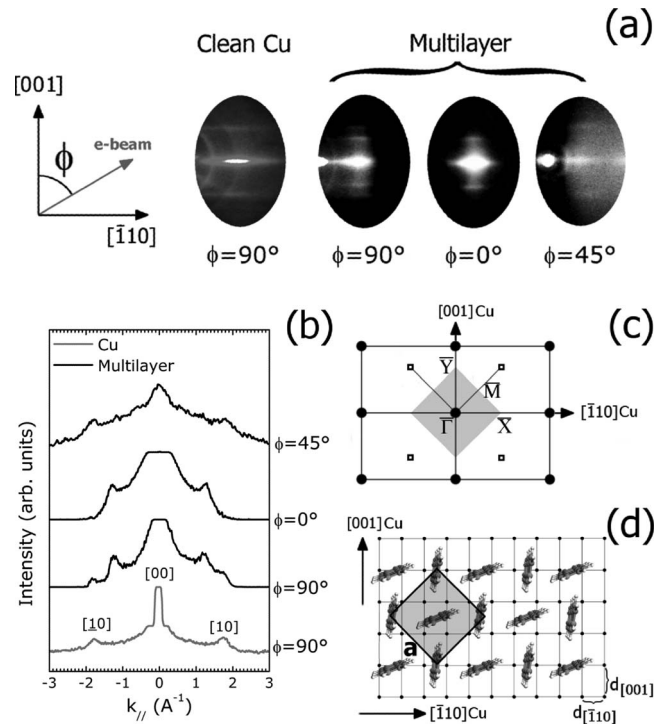 (a)
Clean Cu
Multilayer
[001]
ϕ
e-beam
[1̅10]
ϕ=90°
ϕ=90°
ϕ=0°
ϕ=45°
(b)
Cu
Multilayer
ϕ=45°
ϕ=0°
[00]
ϕ=90°
[1̲0]
[10]
ϕ=90°
Intensity (arb. units)
-3 -2 -1 0 1 2 3
k// (A⁻¹)
(c)
[001]Cu
Y̅
M̅
Γ̅
X̅
[1̅10]Cu
(d)
[001]Cu
a
d[001]
[1̅10]Cu
d[1̅10]